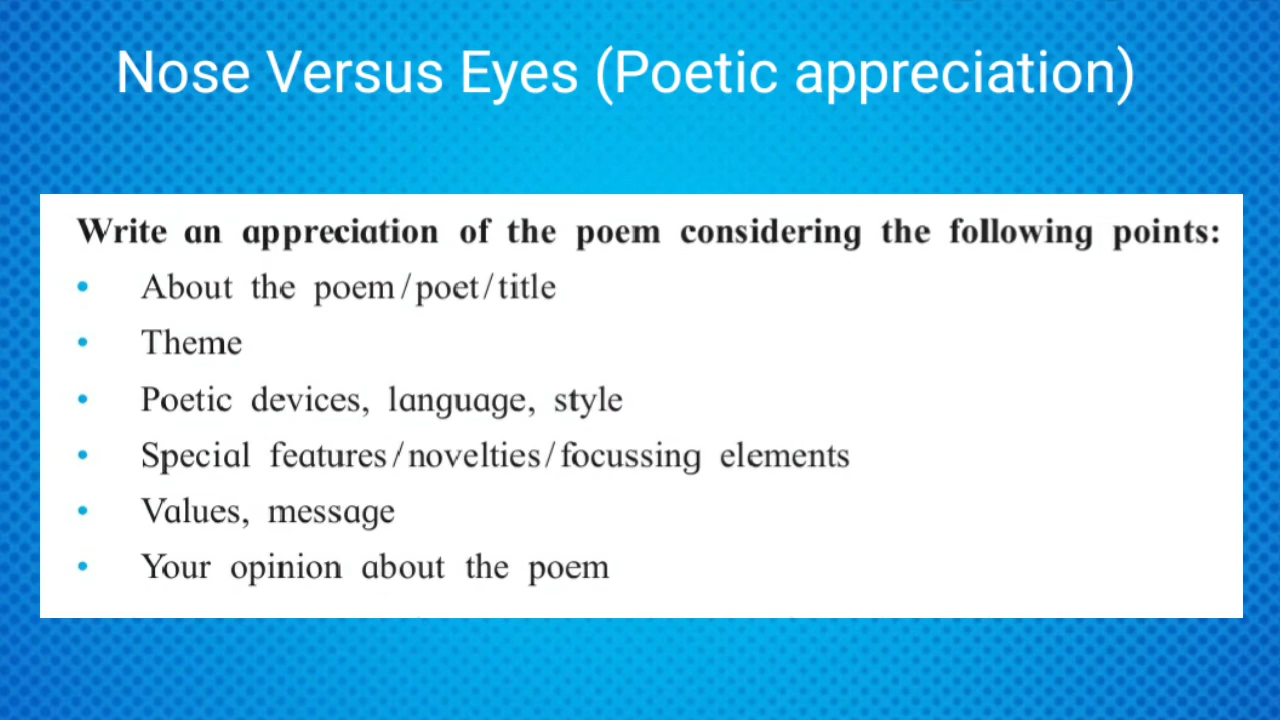 Nose Versus Eyes (Poetic appreciation)
Write an appreciation of the poem considering the following points:
• About the poem/poet/title
• Theme
• Poetic devices, language, style
• Special features/novelties/focussing elements
• Values, message
• Your opinion about the poem